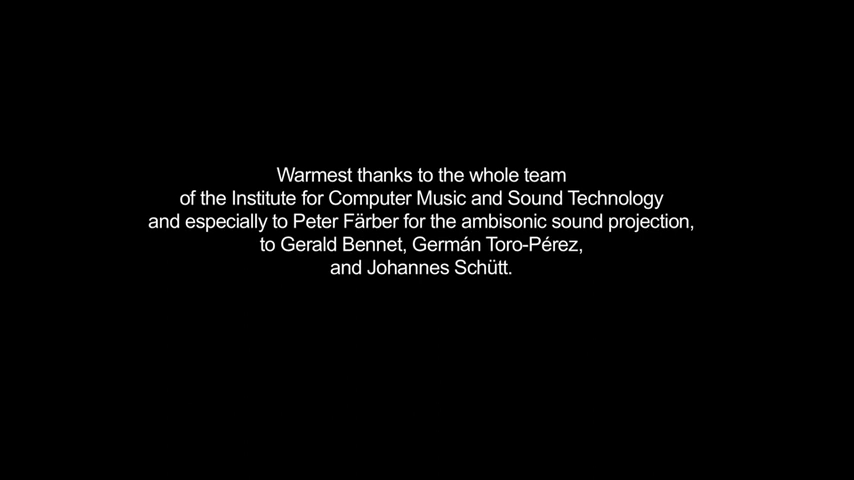 Warmest thanks to the whole team
of the Institute for Computer Music and Sound Technology
and especially to Peter Färber for the ambisonic sound projection,
to Gerald Bennet, Germán Toro-Pérez,
and Johannes Schütt.